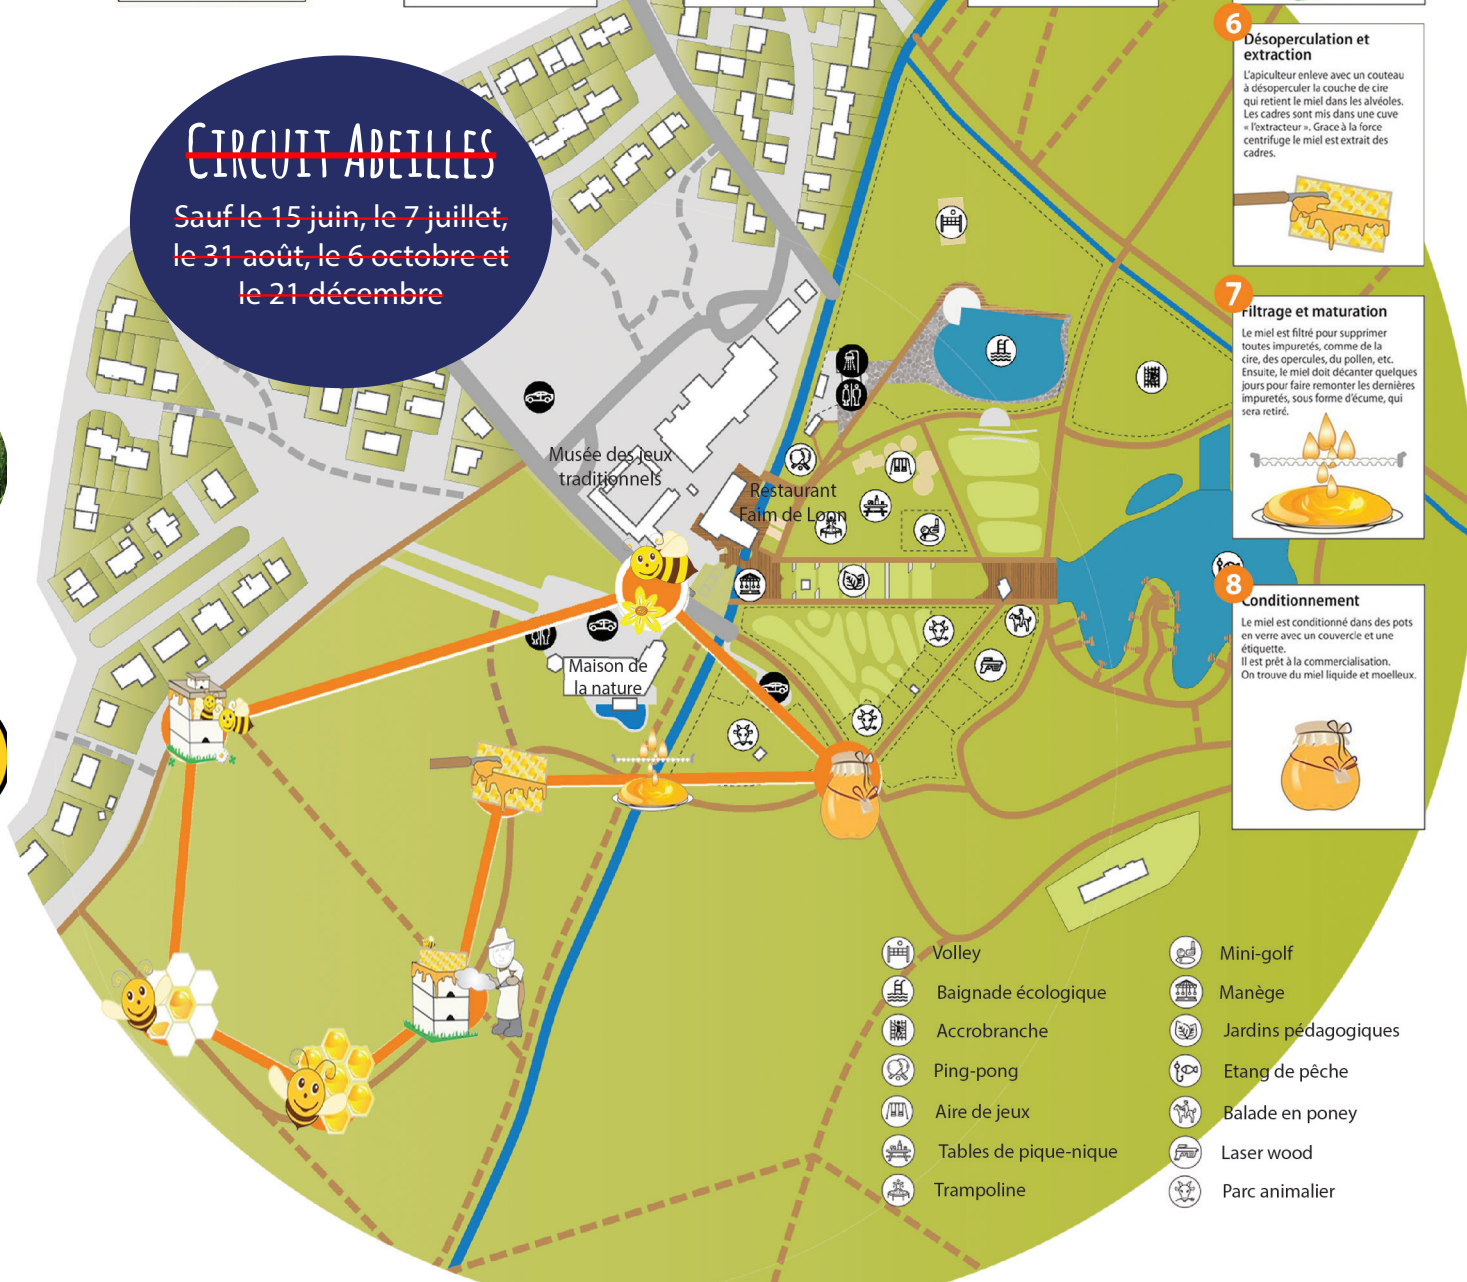 CIRCUIT ABEILLES
Sauf le 15 juin, le 7 juillet,
le 31 août, le 6 octobre et
le 21 décembre
6
Désoperculation et
extraction
L'apiculteur enleve avec un couteau
à désoperculer la couche de cire
qui retient le miel dans les alvéoles.
Les cadres sont mis dans une cuve
« l'extracteur ». Grace à la force
centrifuge le miel est extrait des
cadres.
7
Filtrage et maturation
Le miel est filtré pour supprimer
toutes impuretés, comme de la
cire, des opercules, du pollen, etc.
Ensuite, le miel doit décanter quelques
jours pour faire remonter les dernières
impuretés, sous forme d'écume, qui
sera retiré.
8
Conditionnement
Le miel est conditionné dans des pots
en verre avec un couvercle et une
étiquette.
Il est prêt à la commercialisation.
On trouve du miel liquide et moelleux.
Musée des jeux
traditionnels
Restaurant
Faim de Loup
Maison de
la nature
Volley
Baignade écologique
Accrobranche
Ping-pong
Aire de jeux
Tables de pique-nique
Trampoline
Mini-golf
Manège
Jardins pédagogiques
Etang de pêche
Balade en poney
Laser wood
Parc animalier